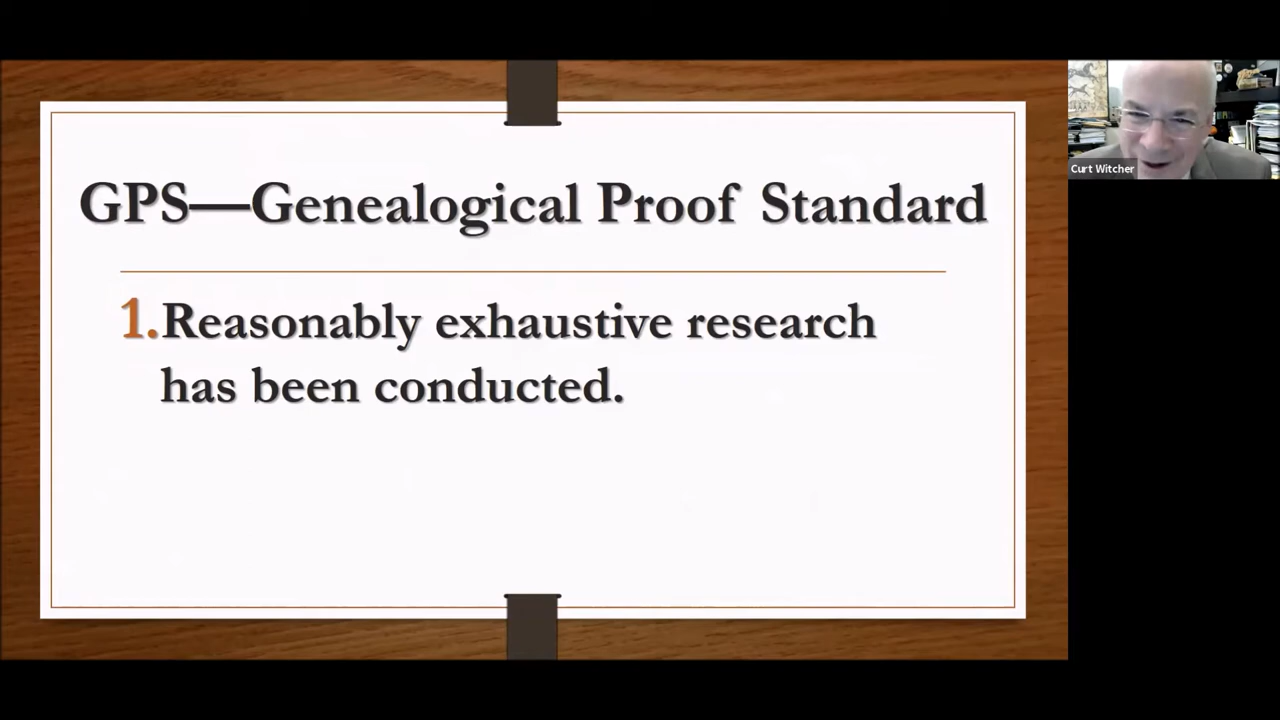 GPS—Genealogical Proof Standard
1. Reasonably exhaustive research
has been conducted.
Curt Witcher